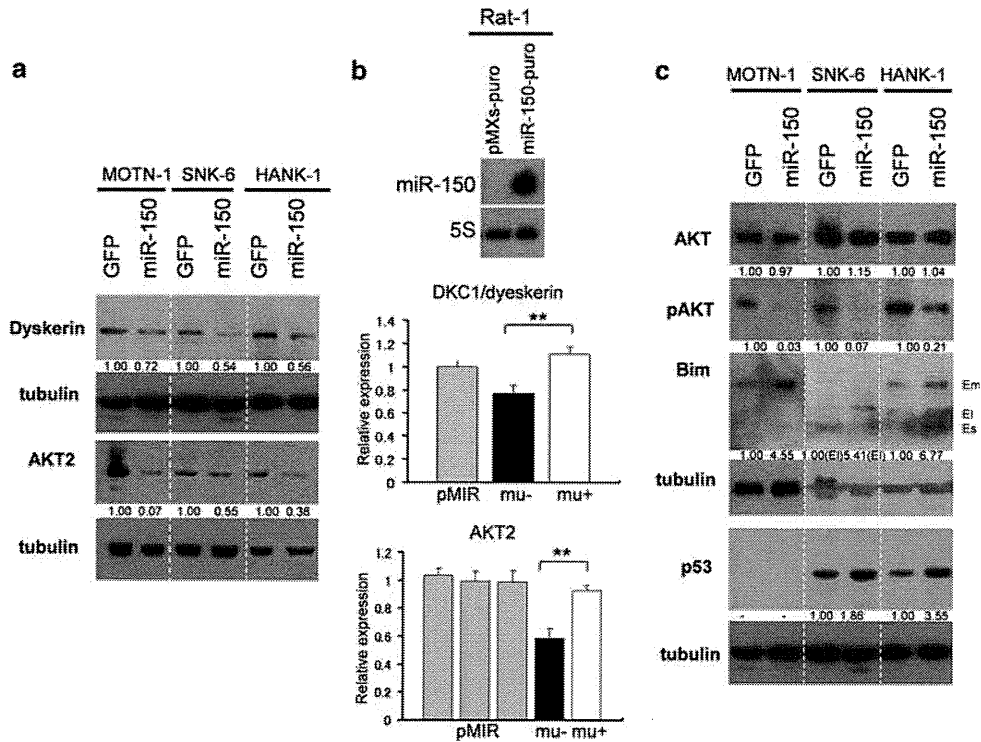 a
MOTN-1 SNK-6 HANK-1
GFP miR-150 GFP miR-150 GFP miR-150
Dyskerin
1.00 0.72 1.00 0.54 1.00 0.56
tubulin
AKT2
1.00 0.07 1.00 0.55 1.00 0.38
tubulin
b
Rat-1
pMXs-puro miR-150-puro
miR-150
5S
DKC1/dyeskerin
Relative expression
1.4
1.2
1
0.8
0.6
0.4
0.2
0
**
pMIR mu- mu+
AKT2
Relative expression
1.2
1
0.8
0.6
0.4
0.2
0
**
pMIR mu- mu+
c
MOTN-1 SNK-6 HANK-1
GFP miR-150 GFP miR-150 GFP miR-150
AKT
1.00 0.97 1.00 1.15 1.00 1.04
pAKT
1.00 0.03 1.00 0.07 1.00 0.21
Bim
Em
El
Es
1.00 4.55 1.00(El) 5.41(El) 1.00 6.77
tubulin
p53
- - 1.00 1.86 1.00 3.55
tubulin